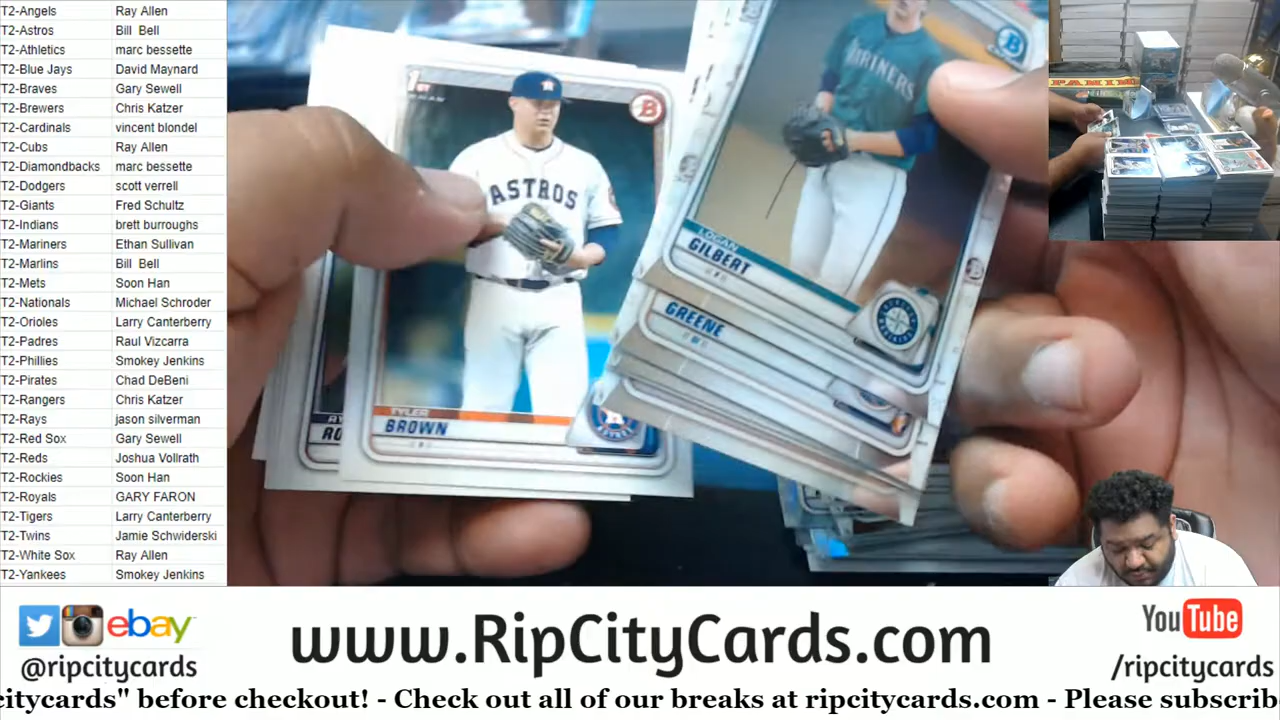 T2-Angels Ray Allen
T2-Astros Bill Bell
T2-Athletics marc bessette
T2-Blue Jays David Maynard
T2-Braves Gary Sewell
T2-Brewers Chris Katzer
T2-Cardinals vincent blondel
T2-Cubs Ray Allen
T2-Diamondbacks marc bessette
T2-Dodgers scott verrell
T2-Giants Fred Schultz
T2-Indians brett burroughs
T2-Mariners Ethan Sullivan
T2-Marlins Bill Bell
T2-Mets Soon Han
T2-Nationals Michael Schroder
T2-Orioles Larry Canterberry
T2-Padres Raul Vizcarra
T2-Phillies Smokey Jenkins
T2-Pirates Chad DeBeni
T2-Rangers Chris Katzer
T2-Rays jason silverman
T2-Red Sox Gary Sewell
T2-Reds Joshua Vollrath
T2-Rockies Soon Han
T2-Royals GARY FARON
T2-Tigers Larry Canterberry
T2-Twins Jamie Schwiderski
T2-White Sox Ray Allen
T2-Yankees Smokey Jenkins
ASTROS
TYLER
BROWN
RO
MARINERS
LOGAN
GILBERT
GREENE
PANINI
ebay
@ripcitycards
www.RipCityCards.com
YouTube
/ripcitycards
citycards" before checkout! - Check out all of our breaks at ripcitycards.com - Please subscrib